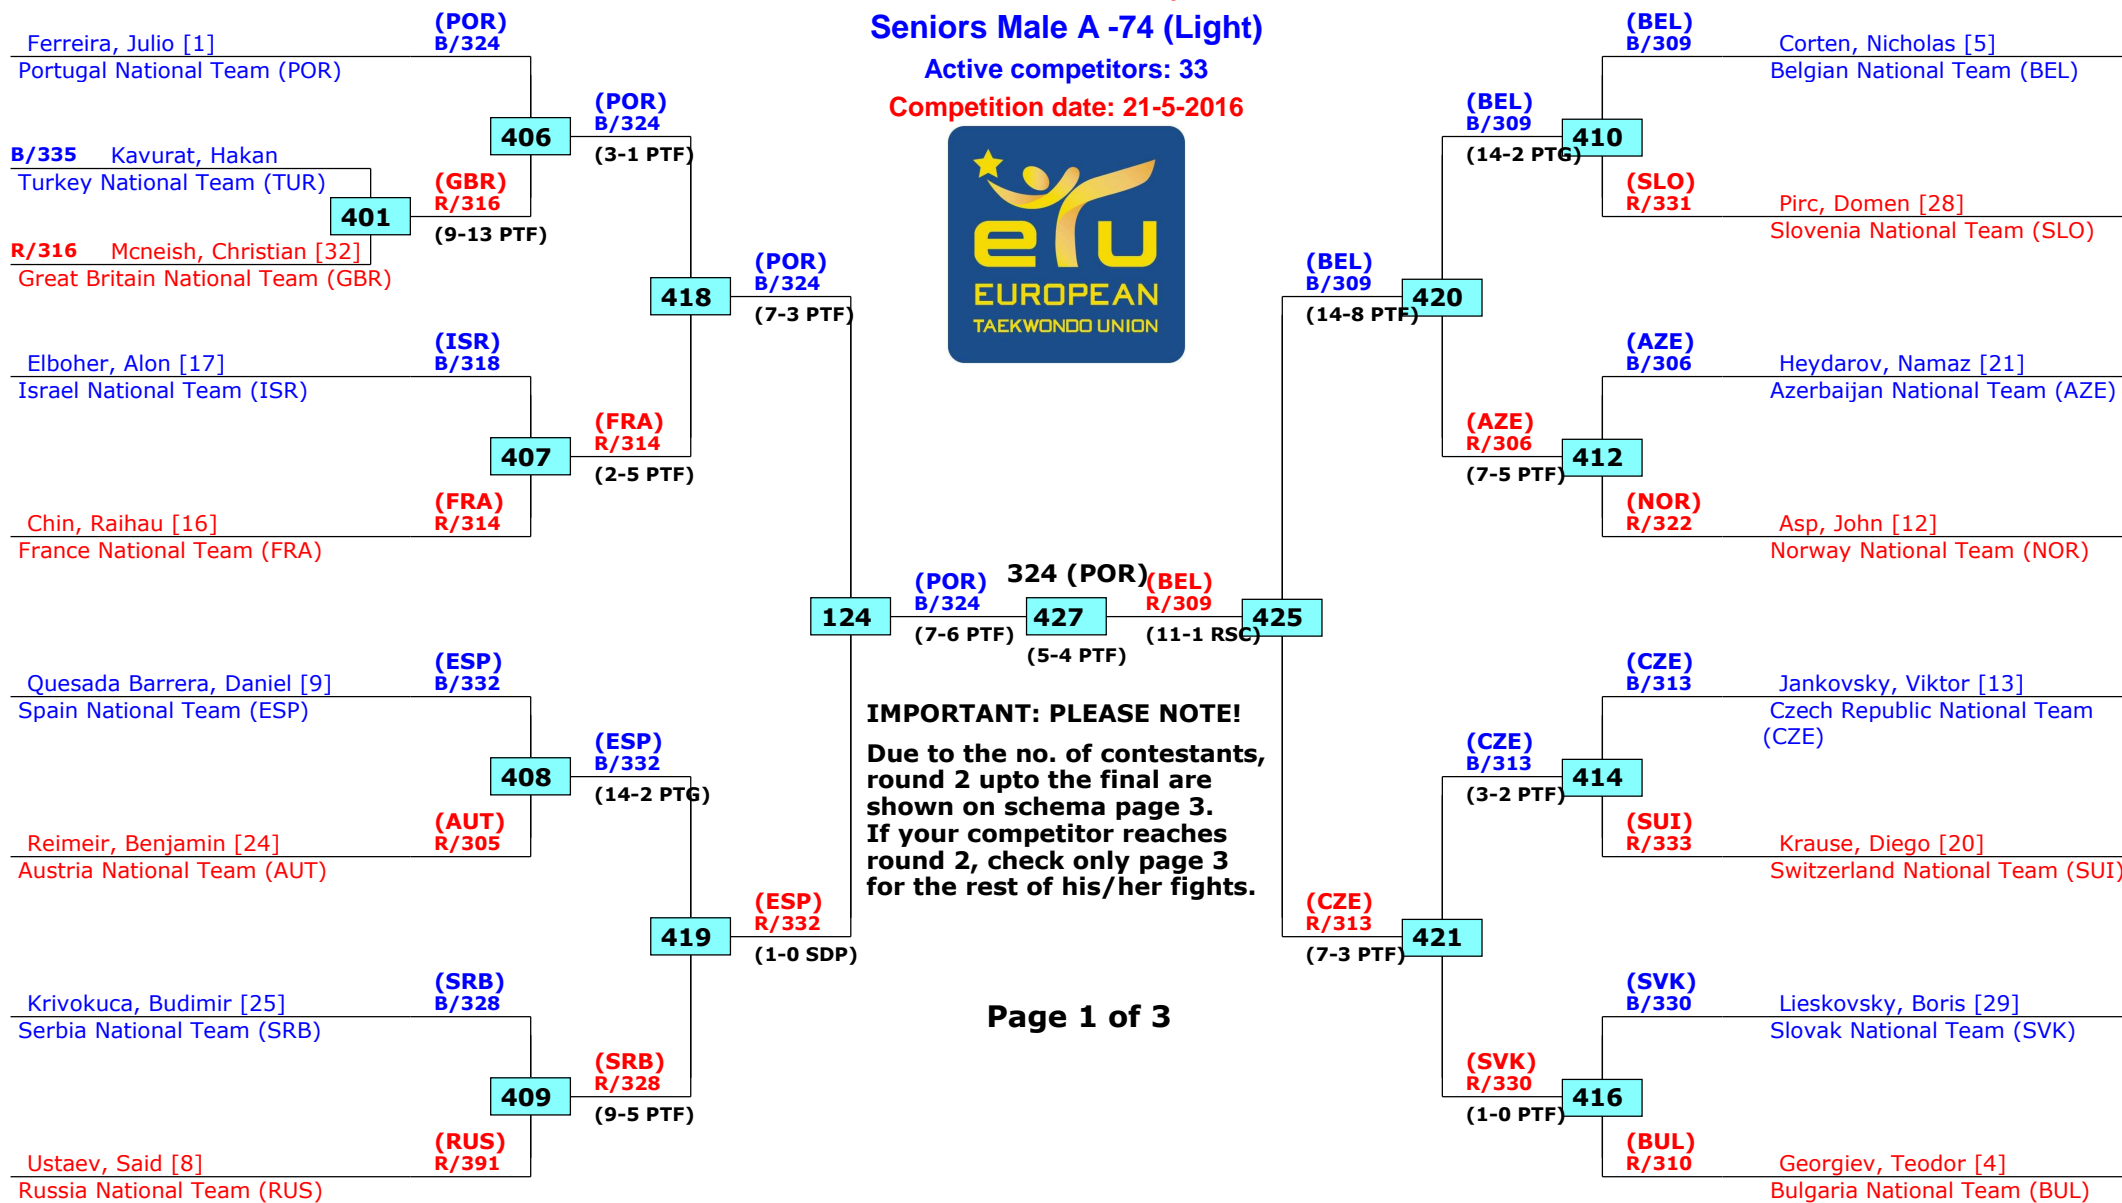 Seniors Male A -74 (Light)
Active competitors: 33
Competition date: 21-5-2016
eTU
EUROPEAN
TAEKWONDO UNION
Ferreira, Julio [1]
Portugal National Team (POR)
(POR)
B/324
B/335 Kavurat, Hakan
Turkey National Team (TUR)
401
R/316 Mcneish, Christian [32]
Great Britain National Team (GBR)
(GBR)
R/316
(9-13 PTF)
406
(POR)
B/324
(3-1 PTF)
Elboher, Alon [17]
Israel National Team (ISR)
(ISR)
B/318
407
Chin, Raihau [16]
France National Team (FRA)
(FRA)
R/314
(FRA)
R/314
(2-5 PTF)
418
(POR)
B/324
(7-3 PTF)
Quesada Barrera, Daniel [9]
Spain National Team (ESP)
(ESP)
B/332
408
Reimeir, Benjamin [24]
Austria National Team (AUT)
(AUT)
R/305
(ESP)
B/332
(14-2 PTG)
Krivokuca, Budimir [25]
Serbia National Team (SRB)
(SRB)
B/328
409
Ustaev, Said [8]
Russia National Team (RUS)
(RUS)
R/391
(SRB)
R/328
(9-5 PTF)
419
(ESP)
R/332
(1-0 SDP)
124
(POR)
B/324
(7-6 PTF)
324 (POR)
427
(5-4 PTF)
(BEL)
R/309
(11-1 RSC)
425
IMPORTANT: PLEASE NOTE!
Due to the no. of contestants,
round 2 upto the final are
shown on schema page 3.
If your competitor reaches
round 2, check only page 3
for the rest of his/her fights.
Page 1 of 3
(BEL)
B/309
(14-8 PTF)
420
(BEL)
B/309
(14-2 PTG)
410
(BEL)
B/309
Corten, Nicholas [5]
Belgian National Team (BEL)
(SLO)
R/331
Pirc, Domen [28]
Slovenia National Team (SLO)
(AZE)
R/306
(7-5 PTF)
412
(AZE)
B/306
Heydarov, Namaz [21]
Azerbaijan National Team (AZE)
(NOR)
R/322
Asp, John [12]
Norway National Team (NOR)
(CZE)
R/313
(7-3 PTF)
421
(CZE)
B/313
(3-2 PTF)
414
(CZE)
B/313
Jankovsky, Viktor [13]
Czech Republic National Team
(CZE)
(SUI)
R/333
Krause, Diego [20]
Switzerland National Team (SUI)
(SVK)
R/330
(1-0 PTF)
416
(SVK)
B/330
Lieskovsky, Boris [29]
Slovak National Team (SVK)
(BUL)
R/310
Georgiev, Teodor [4]
Bulgaria National Team (BUL)